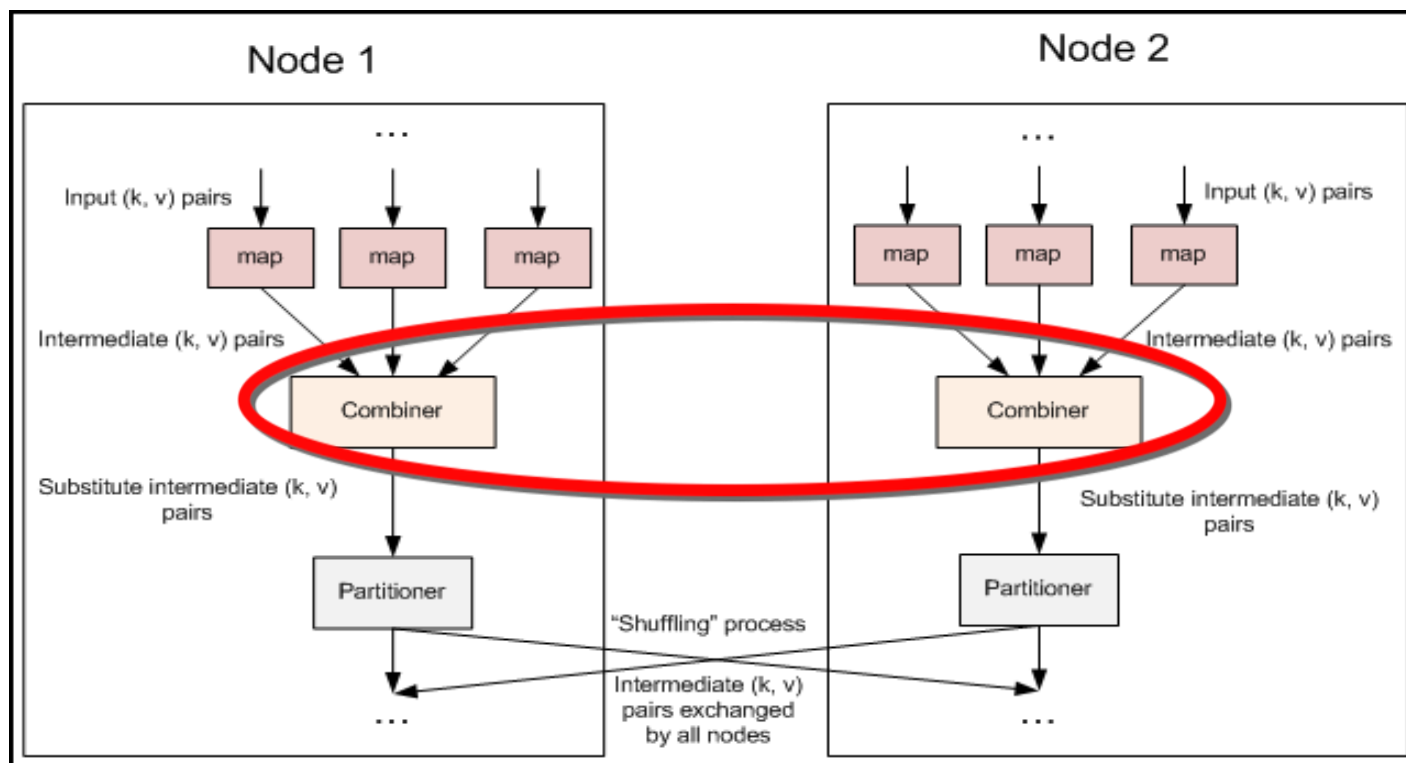 Node 1
Node 2
...
...
Input (k, v) pairs
Input (k, v) pairs
map
map
map
map
map
map
Intermediate (k, v) pairs
Intermediate (k, v) pairs
Combiner
Combiner
Substitute intermediate (k, v)
pairs
Substitute intermediate (k, v)
pairs
Partitioner
Partitioner
“Shuffling” process
Intermediate (k, v)
pairs exchanged
by all nodes
...
...